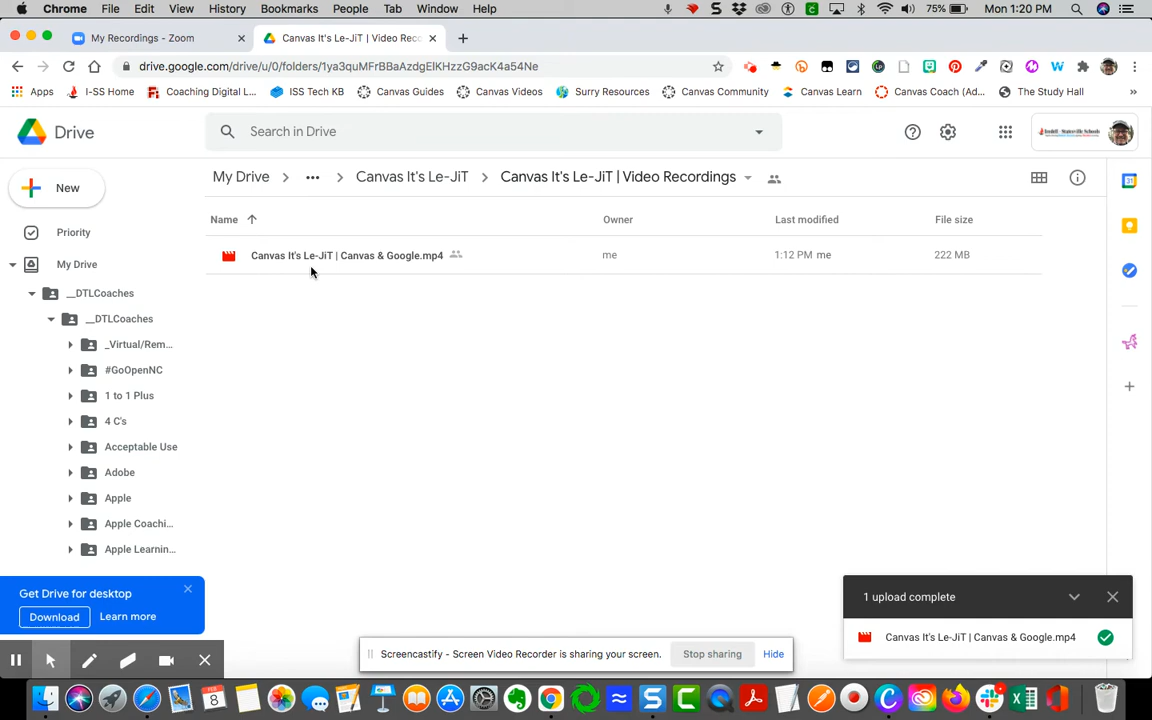 Chrome File Edit View History Bookmarks People Tab Window Help 75% Mon 1:20 PM
My Recordings - Zoom
Canvas It's Le-JiT | Video Reco
drive.google.com/drive/u/0/folders/1ya3quMFrBBaAzdgElKHzzG9acK4a54Ne
Apps I-SS Home Coaching Digital L... ISS Tech KB Canvas Guides Canvas Videos Surry Resources Canvas Community Canvas Learn Canvas Coach (Ad... The Study Hall »
Drive
Search in Drive
New
My Drive > ... > Canvas It's Le-JiT > Canvas It's Le-JiT | Video Recordings
Name Owner Last modified File size
Canvas It's Le-JiT | Canvas & Google.mp4 me 1:12 PM me 222 MB
Priority
My Drive
__DTLCoaches
__DTLCoaches
_Virtual/Rem...
#GoOpenNC
1 to 1 Plus
4 C's
Acceptable Use
Adobe
Apple
Apple Coachi...
Apple Learnin...
Get Drive for desktop
Download Learn more
1 upload complete
Canvas It's Le-JiT | Canvas & Google.mp4
Screencastify - Screen Video Recorder is sharing your screen. Stop sharing Hide